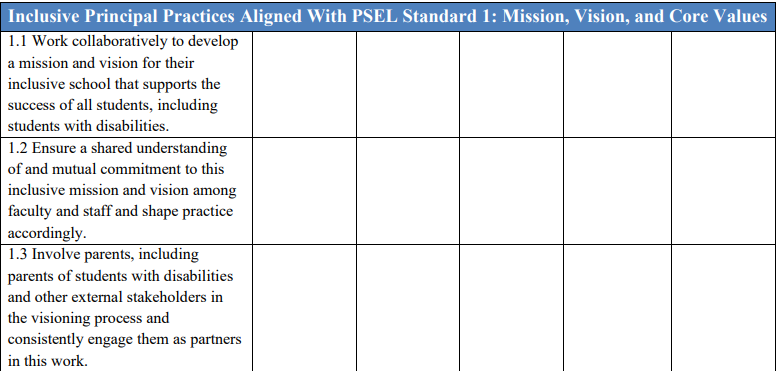 Inclusive Principal Practices Aligned With PSEL Standard 1: Mission, Vision, and Core Values
1.1 Work collaboratively to develop
a mission and vision for their
inclusive school that supports the
success of all students, including
students with disabilities.
1.2 Ensure a shared understanding
of and mutual commitment to this
inclusive mission and vision among
faculty and staff and shape practice
accordingly.
1.3 Involve parents, including
parents of students with disabilities
and other external stakeholders in
the visioning process and
consistently engage them as partners
in this work.